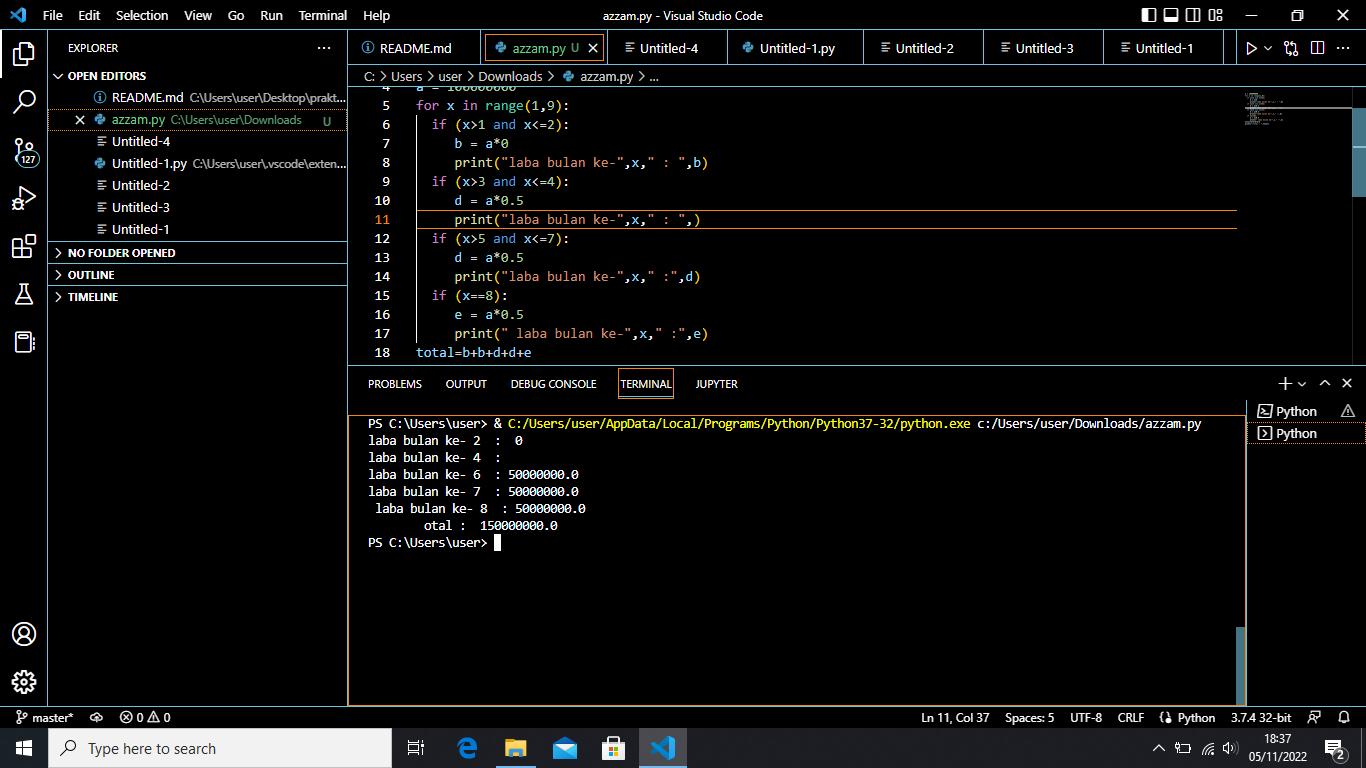 File Edit Selection View Go Run Terminal Help azzam.py - Visual Studio Code
EXPLORER
OPEN EDITORS
README.md C:\Users\user\Desktop\prakt...
azzam.py C:\Users\user\Downloads U
Untitled-4
Untitled-1.py C:\Users\user\.vscode\exten...
Untitled-2
Untitled-3
Untitled-1
NO FOLDER OPENED
OUTLINE
TIMELINE
127
README.md azzam.py U Untitled-4 Untitled-1.py Untitled-2 Untitled-3 Untitled-1
C: > Users > user > Downloads > azzam.py > ...
4 a = 100000000
5 for x in range(1,9):
6 if (x>1 and x<=2):
7 b = a*0
8 print("laba bulan ke-",x," : ",b)
9 if (x>3 and x<=4):
10 d = a*0.5
11 print("laba bulan ke-",x," : ",)
12 if (x>5 and x<=7):
13 d = a*0.5
14 print("laba bulan ke-",x," :",d)
15 if (x==8):
16 e = a*0.5
17 print(" laba bulan ke-",x," :",e)
18 total=b+b+d+d+e
PROBLEMS OUTPUT DEBUG CONSOLE TERMINAL JUPYTER
PS C:\Users\user> & C:/Users/user/AppData/Local/Programs/Python/Python37-32/python.exe c:/Users/user/Downloads/azzam.py
laba bulan ke- 2 : 0
laba bulan ke- 4 :
laba bulan ke- 6 : 50000000.0
laba bulan ke- 7 : 50000000.0
laba bulan ke- 8 : 50000000.0
otal : 150000000.0
PS C:\Users\user>
Python
Python
master* 0 0 Ln 11, Col 37 Spaces: 5 UTF-8 CRLF Python 3.7.4 32-bit
Type here to search
18:37
05/11/2022
2